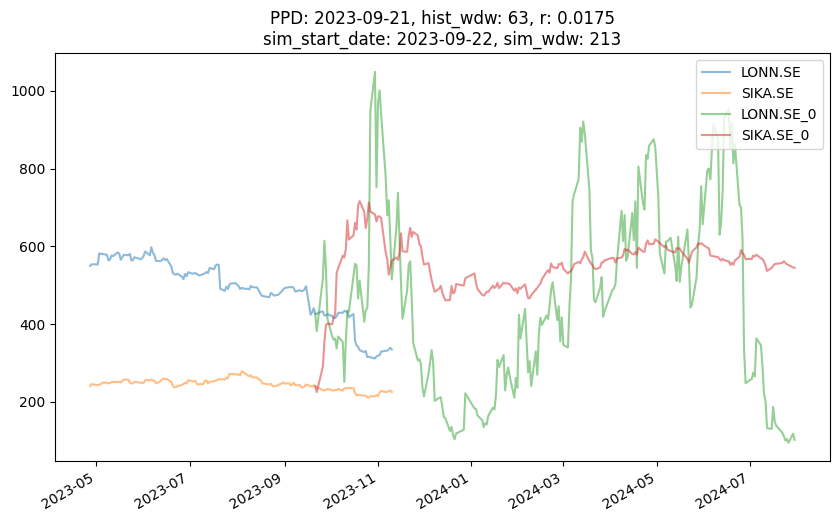 PPD: 2023-09-21, hist_wdw: 63, r: 0.0175
sim_start_date: 2023-09-22, sim_wdw: 213
LONN.SE
SIKA.SE
LONN.SE_0
SIKA.SE_0
1000
800
600
400
200
2023-05
2023-07
2023-09
2023-11
2024-01
2024-03
2024-05
2024-07